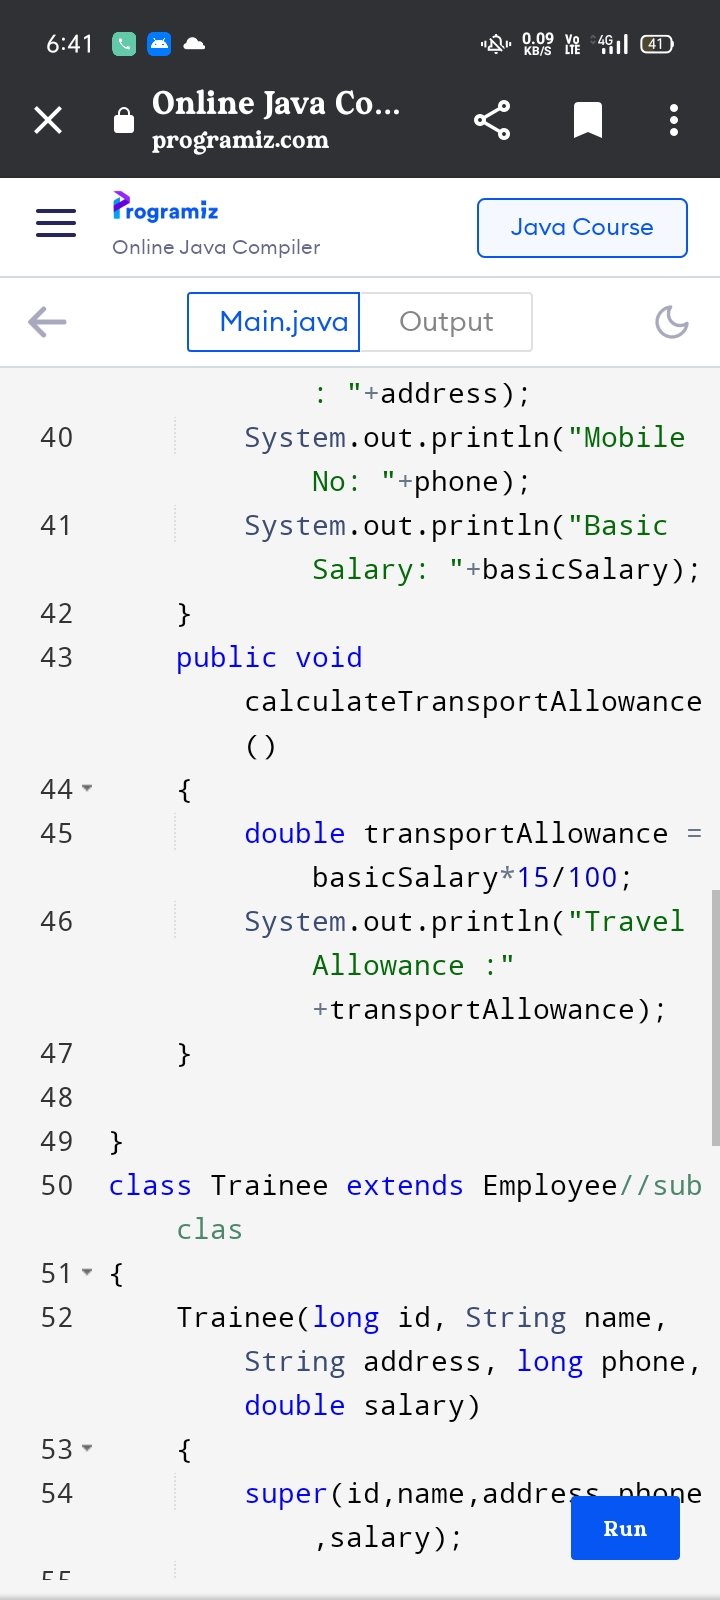 6:41 0.09 KB/S Vo LTE 4G 41
Online Java Co...
programiz.com
Programiz
Online Java Compiler
Java Course
Main.java Output
: "+address);
40 System.out.println("Mobile
No: "+phone);
41 System.out.println("Basic
Salary: "+basicSalary);
42 }
43 public void
calculateTransportAllowance
()
44 {
45 double transportAllowance =
basicSalary*15/100;
46 System.out.println("Travel
Allowance :"
+transportAllowance);
47 }
48
49 }
50 class Trainee extends Employee//sub
clas
51 {
52 Trainee(long id, String name,
String address, long phone,
double salary)
53 {
54 super(id,name,address,phone
,salary);
Run
55